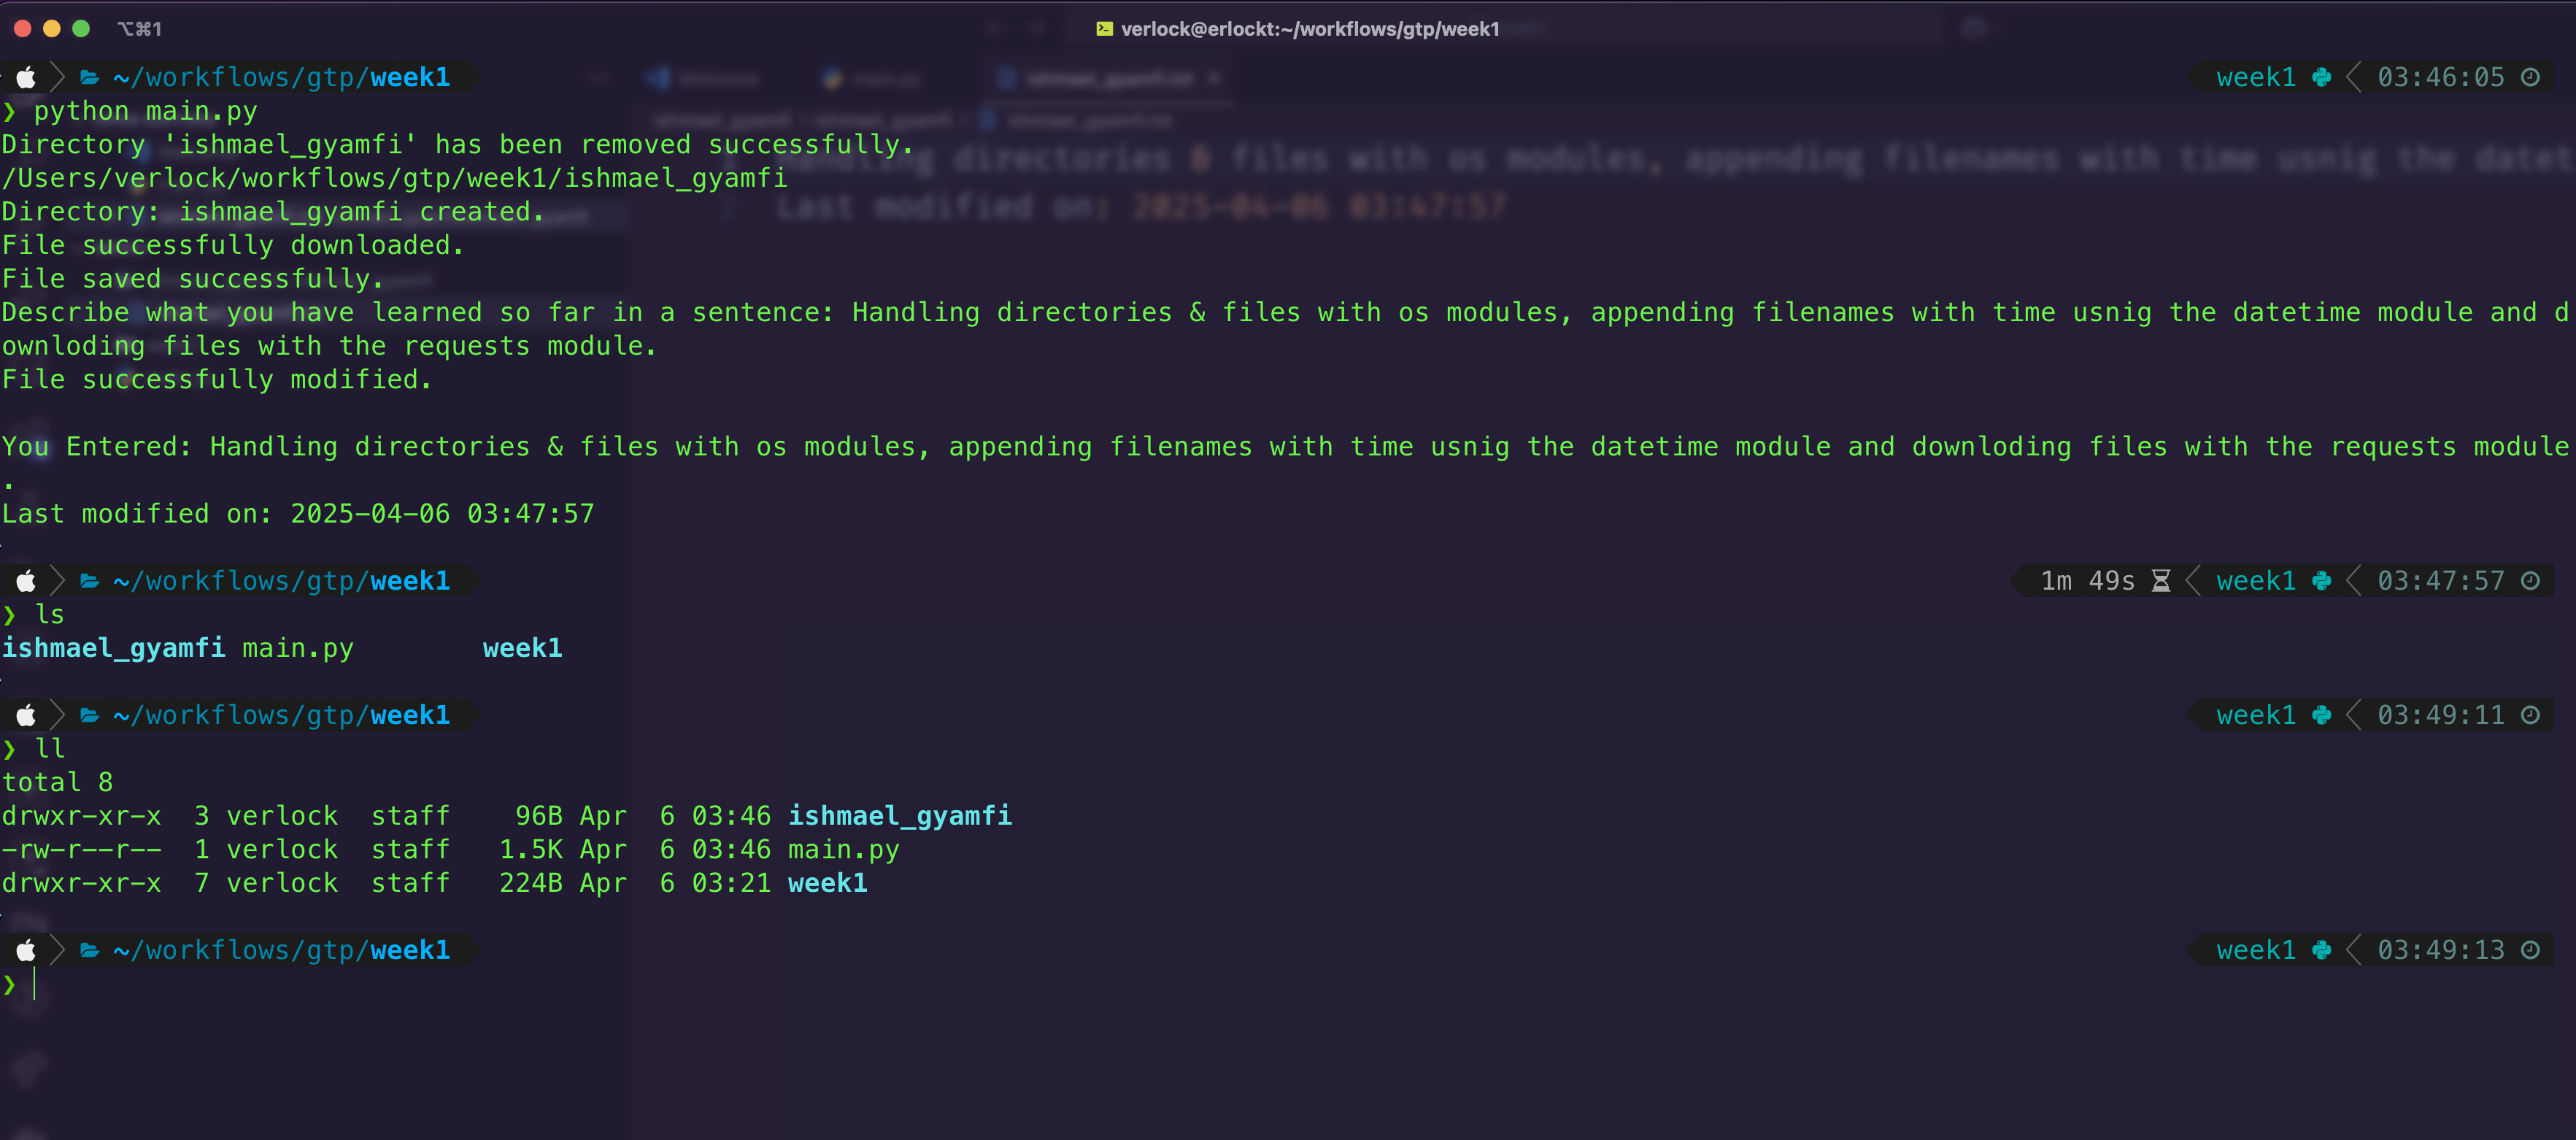 ⌥⌘1 verlock@erlockt:~/workflows/gtp/week1
~/workflows/gtp/week1 week1 03:46:05
❯ python main.py
Directory 'ishmael_gyamfi' has been removed successfully.
/Users/verlock/workflows/gtp/week1/ishmael_gyamfi
Directory: ishmael_gyamfi created.
File successfully downloaded.
File saved successfully.
Describe what you have learned so far in a sentence: Handling directories & files with os modules, appending filenames with time usnig the datetime module and d
ownloding files with the requests module.
File successfully modified.
You Entered: Handling directories & files with os modules, appending filenames with time usnig the datetime module and downloding files with the requests module
.
Last modified on: 2025-04-06 03:47:57
~/workflows/gtp/week1 1m 49s week1 03:47:57
❯ ls
ishmael_gyamfi main.py week1
~/workflows/gtp/week1 week1 03:49:11
❯ ll
total 8
drwxr-xr-x 3 verlock staff 96B Apr 6 03:46 ishmael_gyamfi
-rw-r--r-- 1 verlock staff 1.5K Apr 6 03:46 main.py
drwxr-xr-x 7 verlock staff 224B Apr 6 03:21 week1
~/workflows/gtp/week1 week1 03:49:13
❯